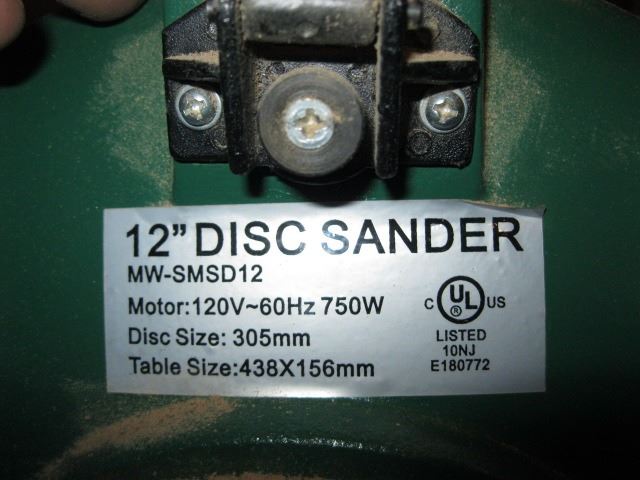 12” DISC SANDER
MW-SMSD12
Motor:120V~60Hz 750W
Disc Size: 305mm
Table Size:438X156mm
C UL US
LISTED
10NJ
E180772